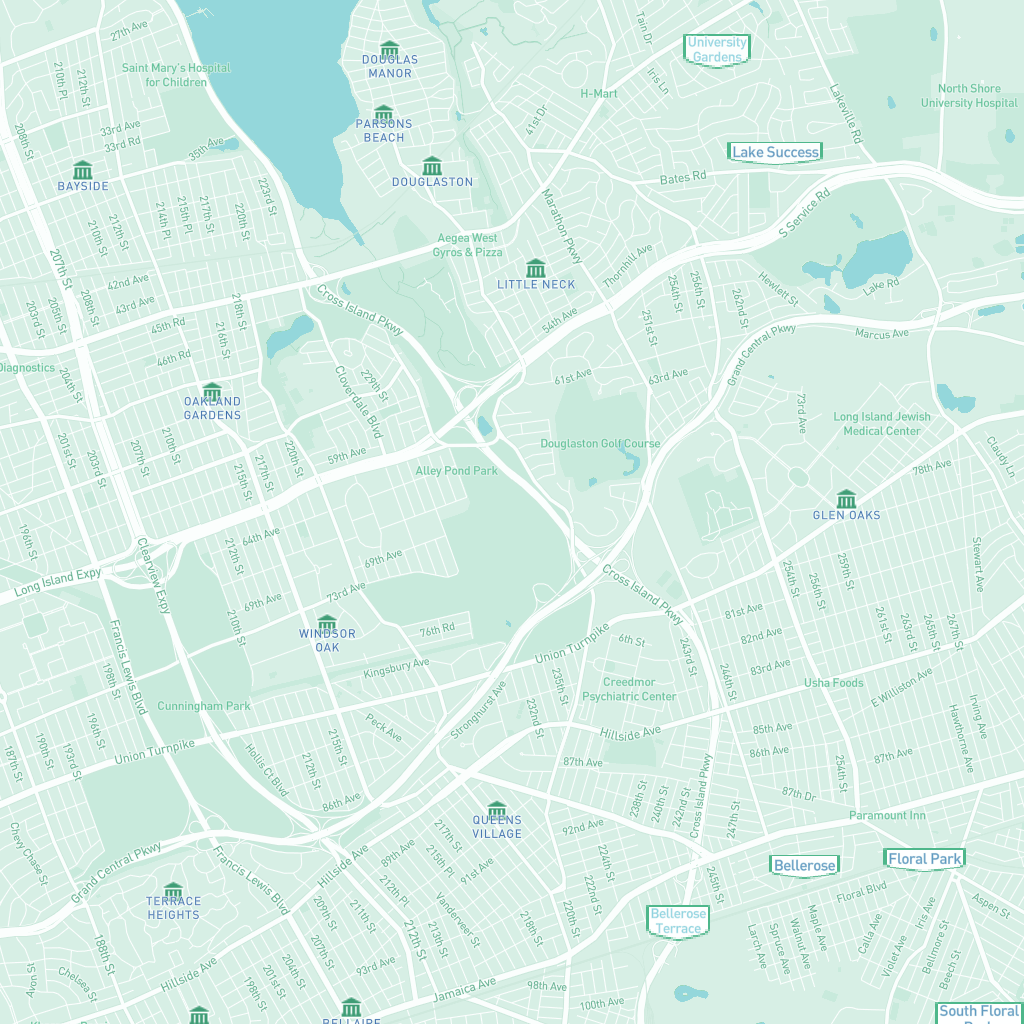 27th Ave
210th Pl
212th St
Saint Mary's Hospital
for Children
DOUGLAS
MANOR
Tain Dr
University
Gardens
Iris Ln
H-Mart
North Shore
University Hospital
Lakeville Rd
208th St
33rd Ave
33rd Rd
35th Ave
PARSONS
BEACH
41st Dr
Lake Success
BAYSIDE
DOUGLASTON
Bates Rd
223rd St
214th Pl
215th Pl
217th St
220th St
210th St
212th St
Marathon Pkwy
S Service Rd
Aegea West
Gyros & Pizza
207th St
LITTLE NECK
Thornhill Ave
42nd Ave
43rd Ave
45th Rd
203rd St
205th St
208th St
218th St
Cross Island Pkwy
254th St
256th St
262nd St
Hewlett St
Lake Rd
54th Ave
251st St
216th St
46th Rd
Grand Central Pkwy
Marcus Ave
Diagnostics
204th St
OAKLAND
GARDENS
Cloverdale Blvd
229th St
61st Ave
63rd Ave
73rd Ave
Long Island Jewish
Medical Center
Douglaston Golf Course
201st St
203rd St
207th St
210th St
215th St
217th St
220th St
59th Ave
Alley Pond Park
78th Ave
Claudy Ln
GLEN OAKS
196th St
64th Ave
Clearview Expy
212th St
69th Ave
Long Island Expy
69th Ave
73rd Ave
Cross Island Pkwy
254th St
256th St
259th St
Stewart Ave
210th St
WINDSOR
OAK
76th Rd
81st Ave
82nd Ave
83rd Ave
261st St
263rd St
265th St
267th St
6th St
243rd St
Francis Lewis Blvd
198th St
Kingsbury Ave
Union Turnpike
235th St
246th St
Creedmor
Psychiatric Center
Usha Foods
E Williston Ave
Cunningham Park
Stronghurst Ave
232nd St
Hillside Ave
85th Ave
86th Ave
Irving Ave
Hawthorne Ave
196th St
Peck Ave
215th St
Union Turnpike
187th St
190th St
193rd St
Hollis Ct Blvd
212th St
87th Ave
87th Ave
254th St
87th Dr
86th Ave
238th St
240th St
242nd St
Cross Island Pkwy
247th St
Paramount Inn
QUEENS
VILLAGE
92nd Ave
Chevy Chase St
217th St
215th Pl
89th Ave
91st Ave
224th St
222nd St
245th St
Bellerose
Floral Park
Grand Central Pkwy
Francis Lewis Blvd
Hillside Ave
212th Pl
Floral Blvd
Aspen St
TERRACE
HEIGHTS
209th St
211th St
Vanderveer St
213th St
212th St
218th St
220th St
Bellerose
Terrace
Larch Ave
Spruce Ave
Walnut Ave
Maple Ave
Calla Ave
Violet Ave
Iris Ave
Bellmore St
Beech St
188th St
207th St
204th St
201st St
198th St
Chelsea St
Avon St
Hillside Ave
93rd Ave
Jamaica Ave
98th Ave
100th Ave
BELLAIRE
South Floral